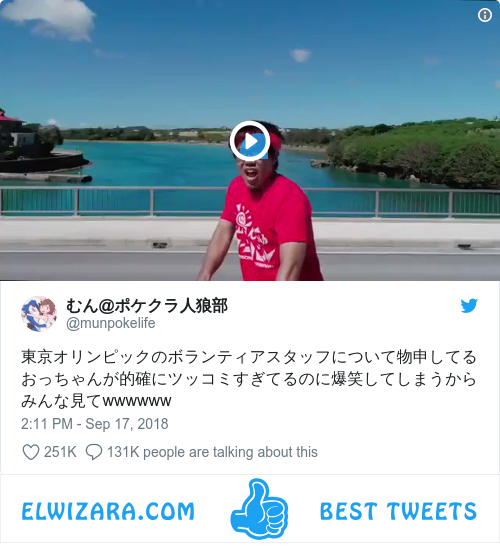 むん@ポケクラ人狼部
@munpokelife
東京オリンピックのボランティアスタッフについて物申してる
おっちゃんが的確にツッコミすぎてるのに爆笑してしまうから
みんな見てwwwwww
2:11 PM - Sep 17, 2018
251K 131K people are talking about this
ELWIZARA.COM BEST TWEETS